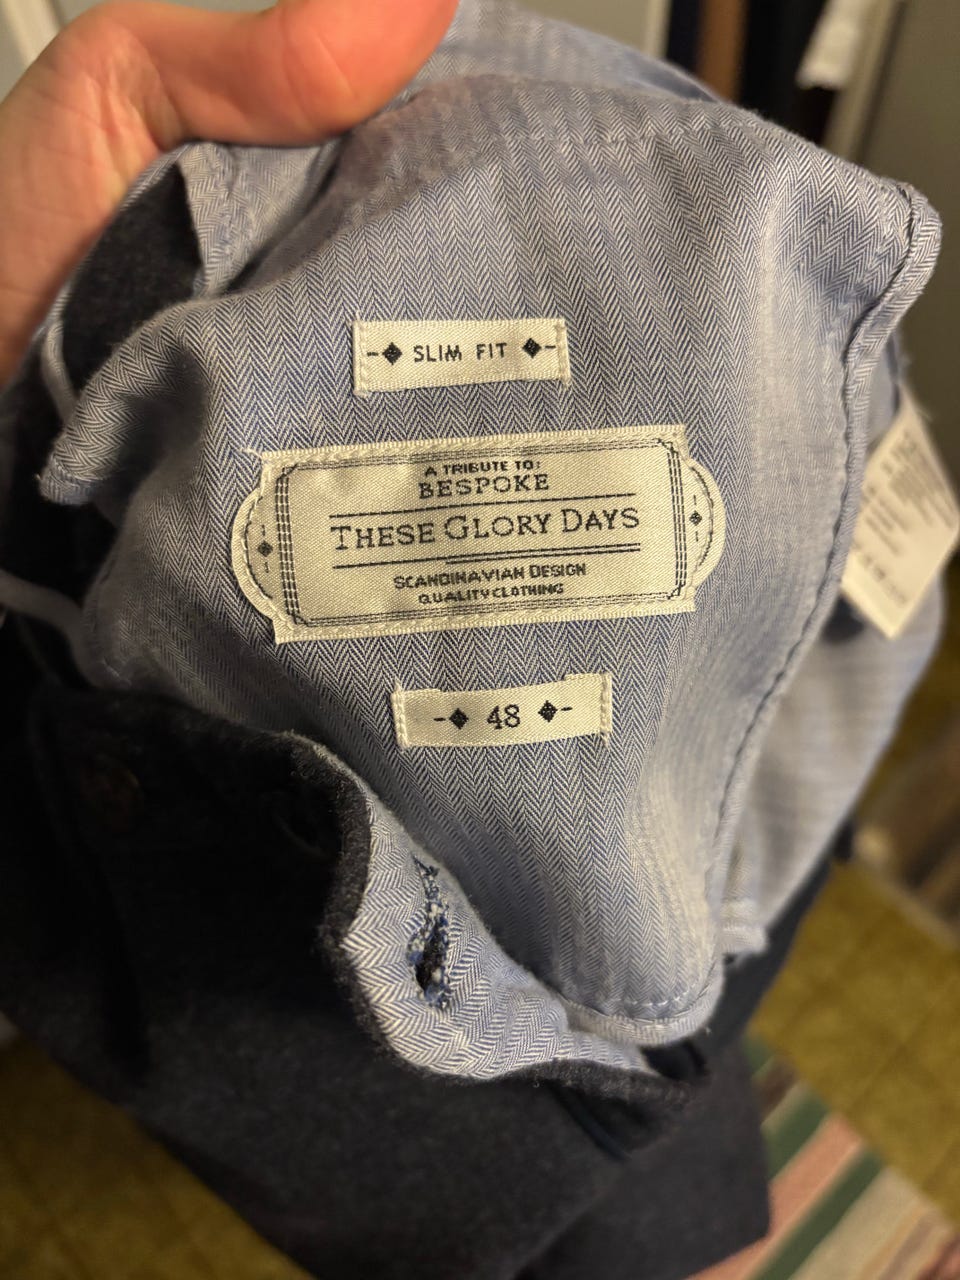 SLIM FIT
A TRIBUTE TO:
BESPOKE
THESE GLORY DAYS
SCANDINAVIAN DESIGN
QUALITY CLOTHING
48